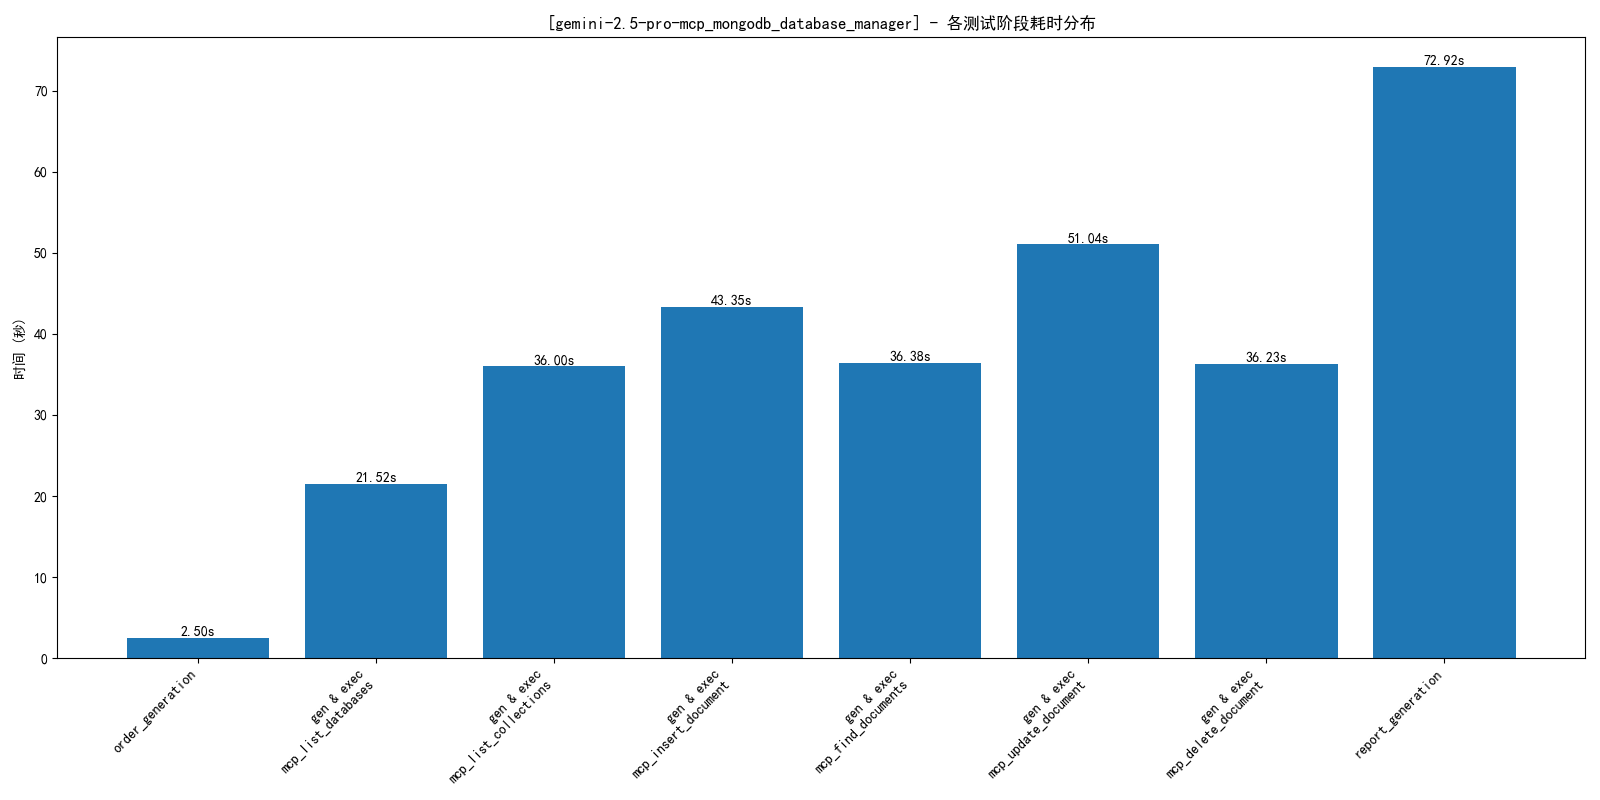 [gemini-2.5-pro-mcp_mongodb_database_manager] - 各测试阶段耗时分布
时间 (秒)
70
60
50
40
30
20
10
0
2.50s
21.52s
36.00s
43.35s
36.38s
51.04s
36.23s
72.92s
order_generation
gen & exec
mcp_list_databases
gen & exec
mcp_list_collections
gen & exec
mcp_insert_document
gen & exec
mcp_find_documents
gen & exec
mcp_update_document
gen & exec
mcp_delete_document
report_generation